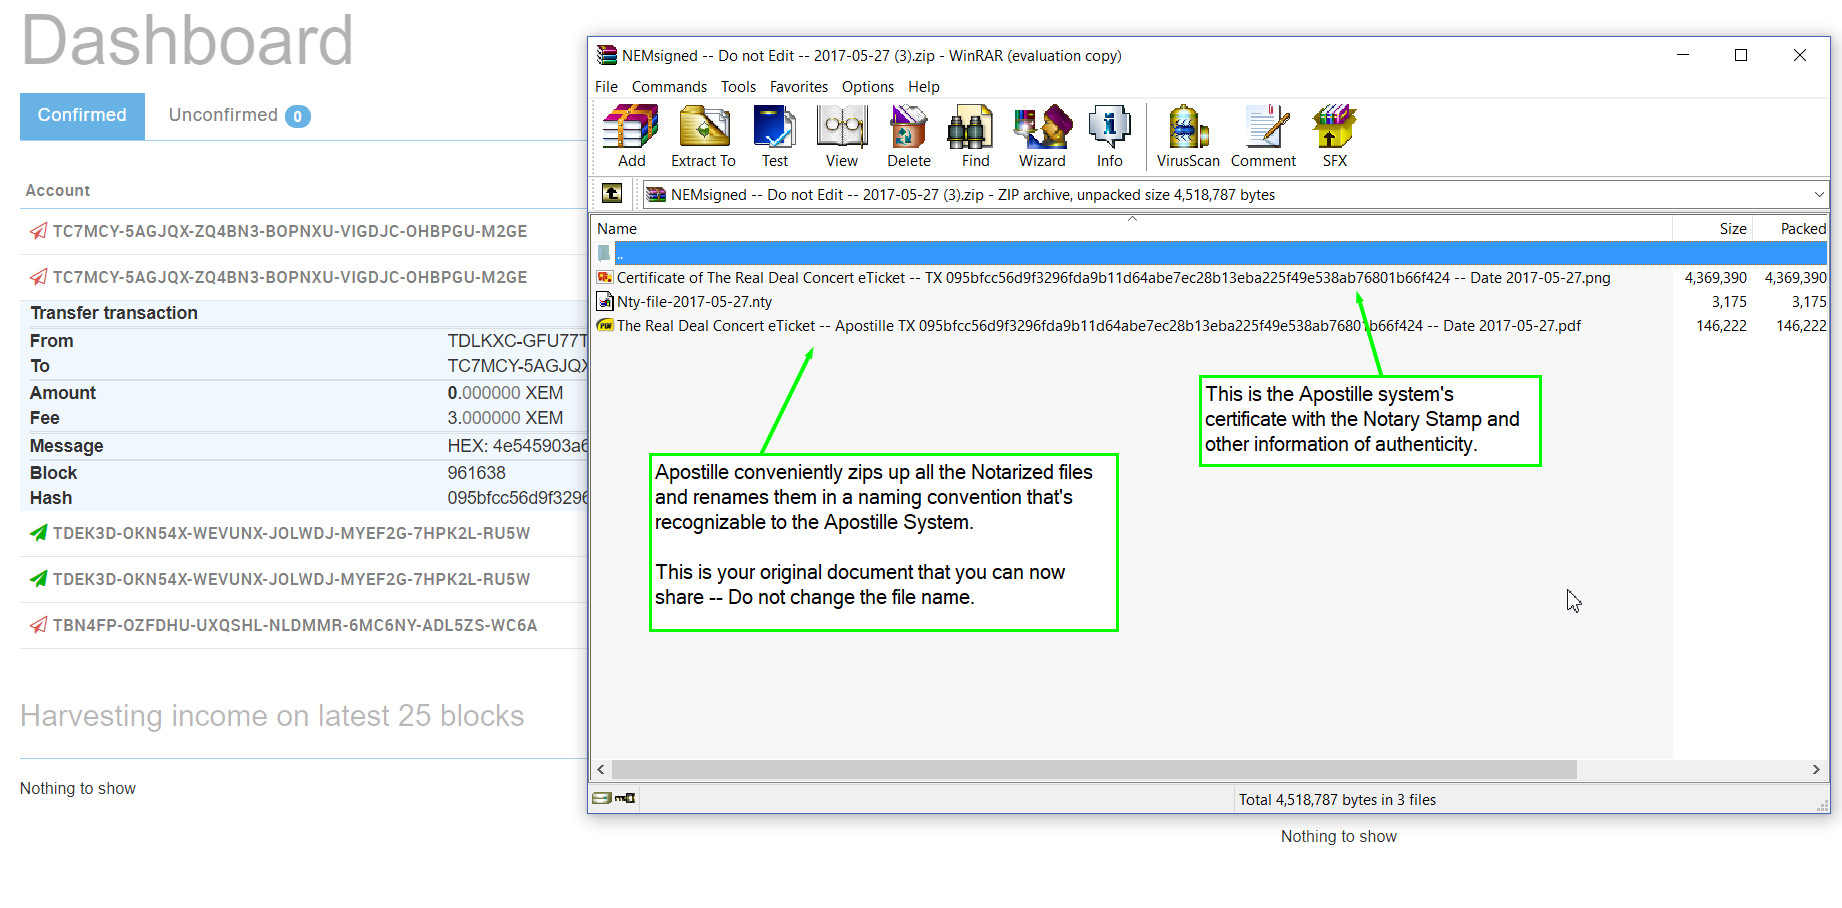 Dashboard
Confirmed
Unconfirmed 0
Account
TC7MCY-5AGJQX-ZQ4BN3-BOPNXU-VIGDJC-OHBPGU-M2GE
TC7MCY-5AGJQX-ZQ4BN3-BOPNXU-VIGDJC-OHBPGU-M2GE
Transfer transaction
From TDLKXC-GFU77T
To TC7MCY-5AGJQX
Amount 0.000000 XEM
Fee 3.000000 XEM
Message HEX: 4e545903a6
Block 961638
Hash 095bfcc56d9f3296
TDEK3D-OKN54X-WEVUNX-JOLWDJ-MYEF2G-7HPK2L-RU5W
TDEK3D-OKN54X-WEVUNX-JOLWDJ-MYEF2G-7HPK2L-RU5W
TBN4FP-OZFDHU-UXQSHL-NLDMMR-6MC6NY-ADL5ZS-WC6A
Harvesting income on latest 25 blocks
Nothing to show
NEMsigned -- Do not Edit -- 2017-05-27 (3).zip - WinRAR (evaluation copy)
File Commands Tools Favorites Options Help
Add Extract To Test View Delete Find Wizard Info VirusScan Comment SFX
NEMsigned -- Do not Edit -- 2017-05-27 (3).zip - ZIP archive, unpacked size 4,518,787 bytes
Name Size Packed
..
Certificate of The Real Deal Concert eTicket -- TX 095bfcc56d9f3296fda9b11d64abe7ec28b13eba225f49e538ab76801b66f424 -- Date 2017-05-27.png 4,369,390 4,369,390
Nty-file-2017-05-27.nty 3,175 3,175
PDF The Real Deal Concert eTicket -- Apostille TX 095bfcc56d9f3296fda9b11d64abe7ec28b13eba225f49e538ab76801b66f424 -- Date 2017-05-27.pdf 146,222 146,222
This is the Apostille system's
certificate with the Notary Stamp and
other information of authenticity.
Apostille conveniently zips up all the Notarized files
and renames them in a naming convention that's
recognizable to the Apostille System.
This is your original document that you can now
share -- Do not change the file name.
Total 4,518,787 bytes in 3 files
Nothing to show